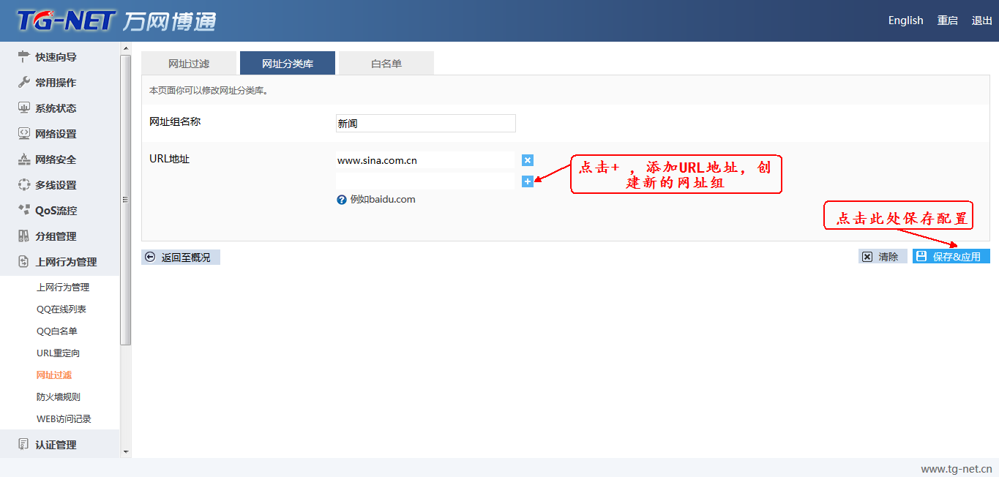 TG-NET 万网博通
English 重启 退出
快速向导
常用操作
系统状态
网络设置
网络安全
多线设置
QoS流控
分组管理
上网行为管理
上网行为管理
QQ在线列表
QQ白名单
URL重定向
网址过滤
防火墙规则
WEB访问记录
认证管理
网址过滤 网址分类库 白名单
本页面你可以修改网址分类库。
网址组名称 新闻
URL地址 www.sina.com.cn
例如baidu.com
点击+ ，添加URL地址，创
建新的网址组
点击此处保存配置
返回至概况 清除 保存&应用
www.tg-net.cn